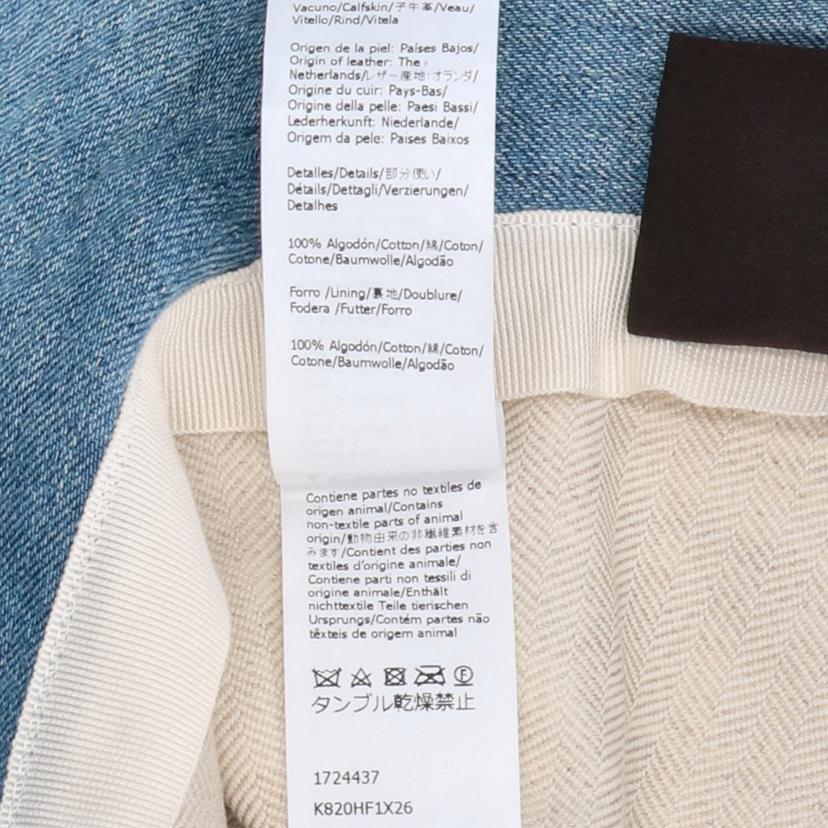 Vacuno/Calfskin/子牛革/Veau/
Vitello/Rind/Vitela
Origen de la piel: Países Bajos/
Origin of leather: The
Netherlands/レザー産地:オランダ/
Origine du cuir: Pays-Bas/
Origine della pelle: Paesi Bassi/
Lederherkunft: Niederlande/
Origem da pele: Paises Baixos
Detalles/Details/部分使い/
Détails/Dettagli/Verzierungen/
Detalhes
100% Algodón/Cotton/綿/Coton/
Cotone/Baumwolle/Algodão
Forro /Lining/裏地/Doublure/
Fodera /Futter/Forro
100% Algodón/Cotton/綿/Coton/
Cotone/Baumwolle/Algodão
Contiene partes no textiles de
origen animal/Contains
non-textile parts of animal
origin/動物由来の非繊維素材を含
みます/Contient des parties non
textiles d'origine animale/
Contiene parti non tessili di
origine animale/Enthält
nichttextile Teile tierischen
Ursprungs/Contém partes não
têxteis de origem animal
F
タンブル乾燥禁止
1724437
K820HF1X26